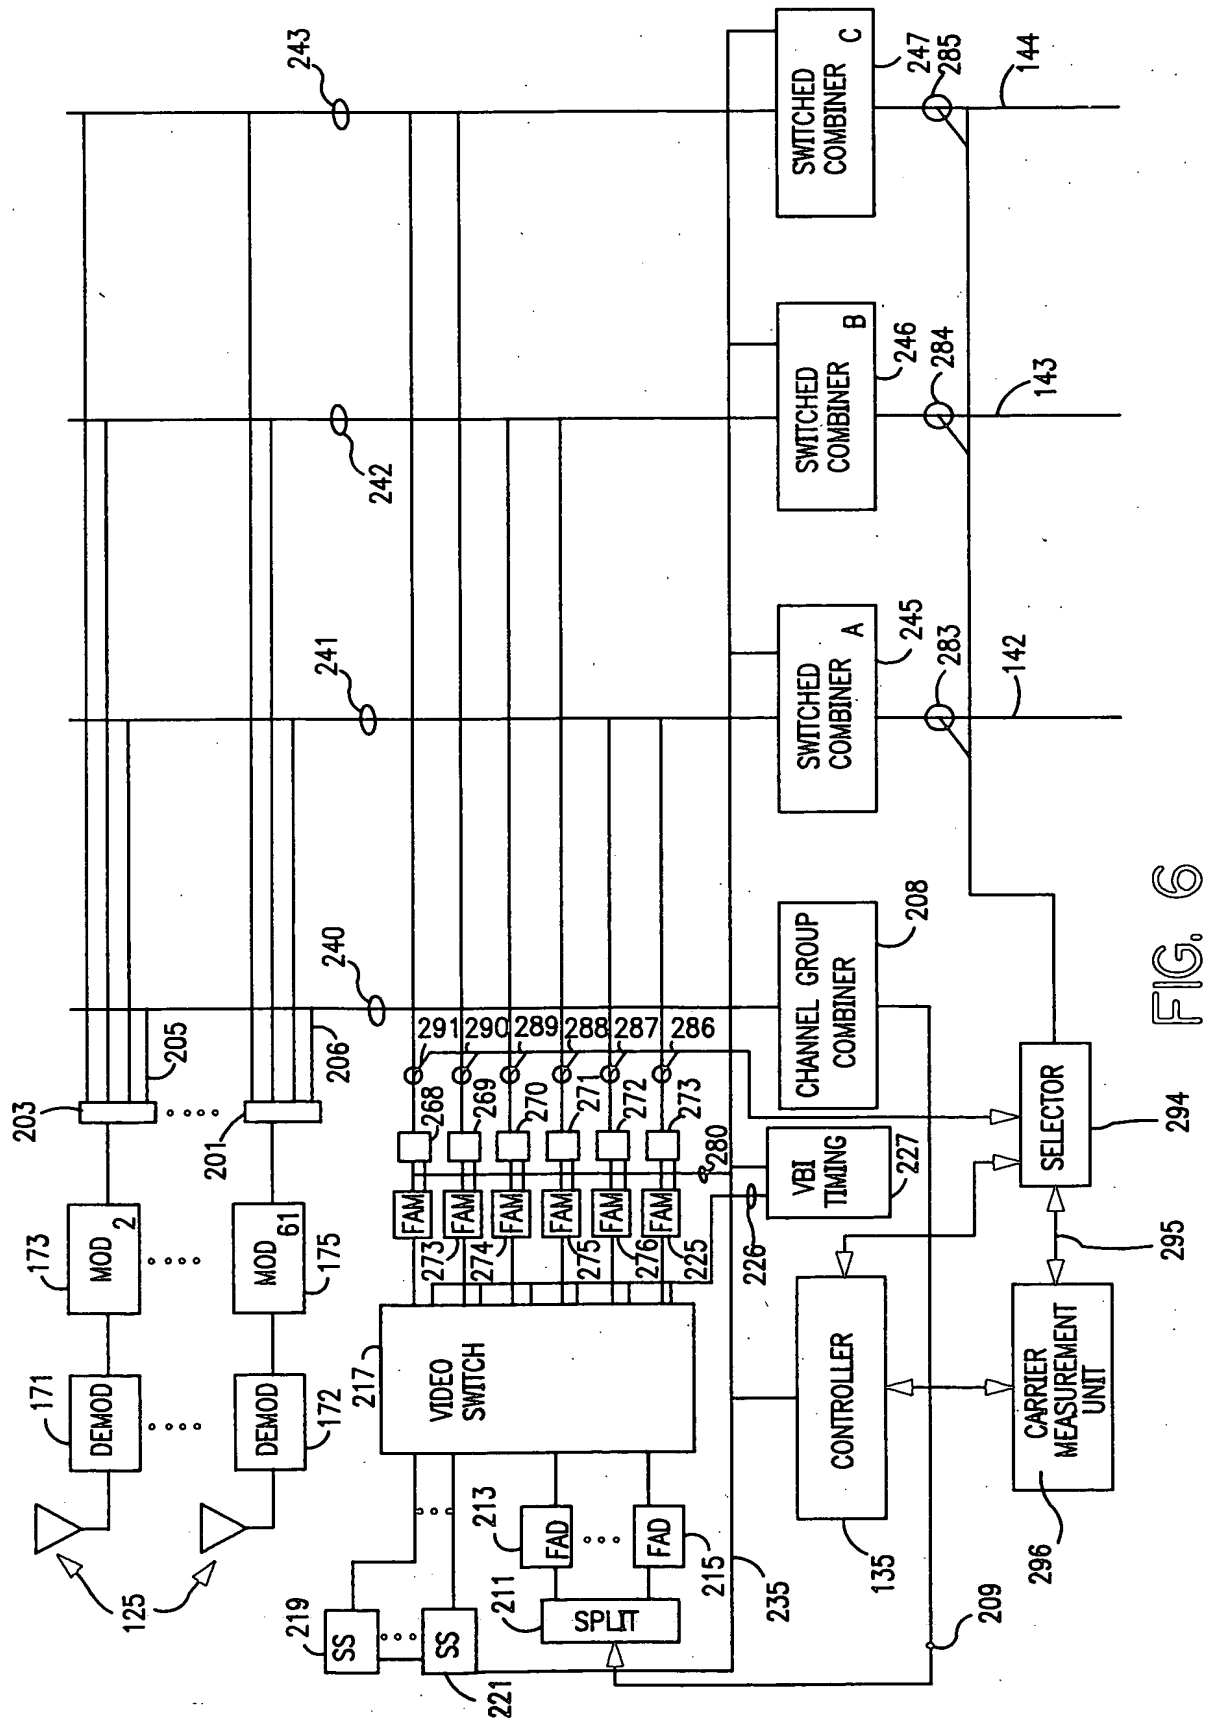 125
171
DEMOD
173
MOD
2
203
205
DEMOD
172
MOD
61
175
201
206
240
241
242
243
219
SS
SS
221
217
VIDEO
SWITCH
211
SPLIT
213
FAD
FAD
215
FAM
FAM
FAM
FAM
FAM
FAM
273
274
275
276
225
268
269
270
271
272
273
291
290
289
288
287
286
280
226
VBI
TIMING
227
235
209
CONTROLLER
135
CHANNEL GROUP
COMBINER
208
SWITCHED
COMBINER
A
245
SWITCHED
COMBINER
B
246
SWITCHED
COMBINER
C
247
283
284
285
142
143
144
CARRIER
MEASUREMENT
UNIT
296
295
SELECTOR
294
FIG. 6